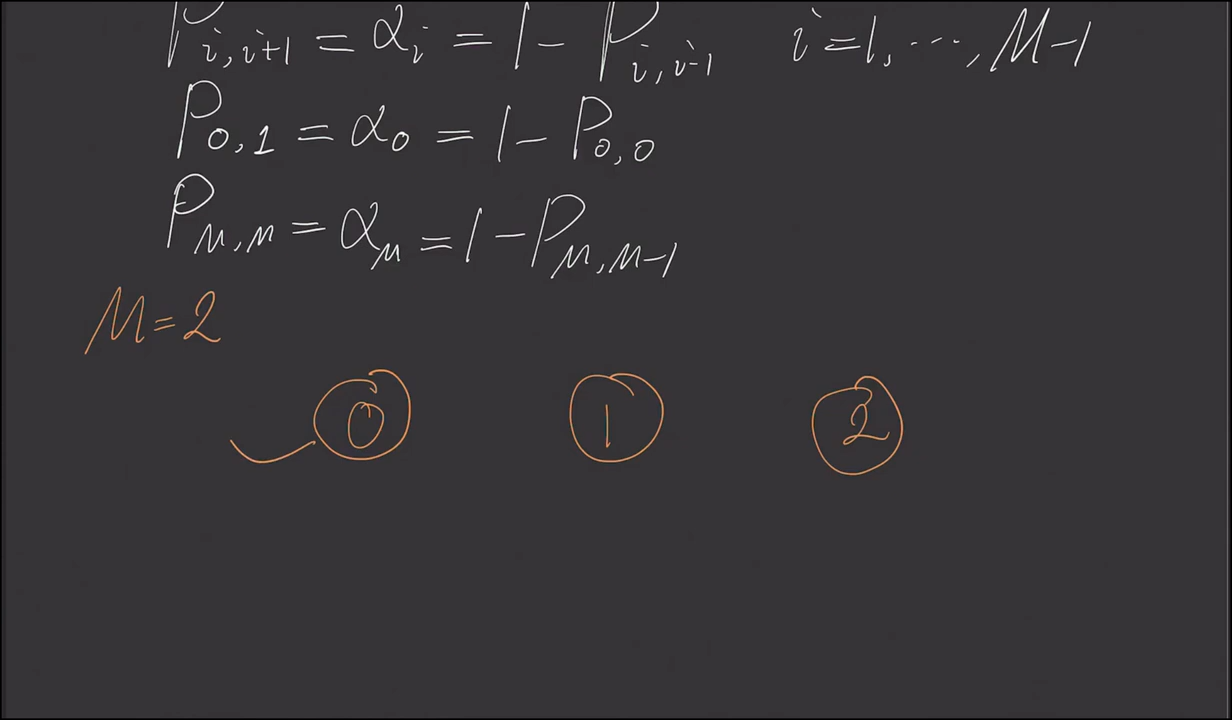 P_{i,i+1} = α_i = 1 - P_{i,i-1} i=1,⋯,M-1
P_{0,1} = α_0 = 1 - P_{0,0}
P_{M,M} = α_M = 1 - P_{M,M-1}
M=2
0 1 2